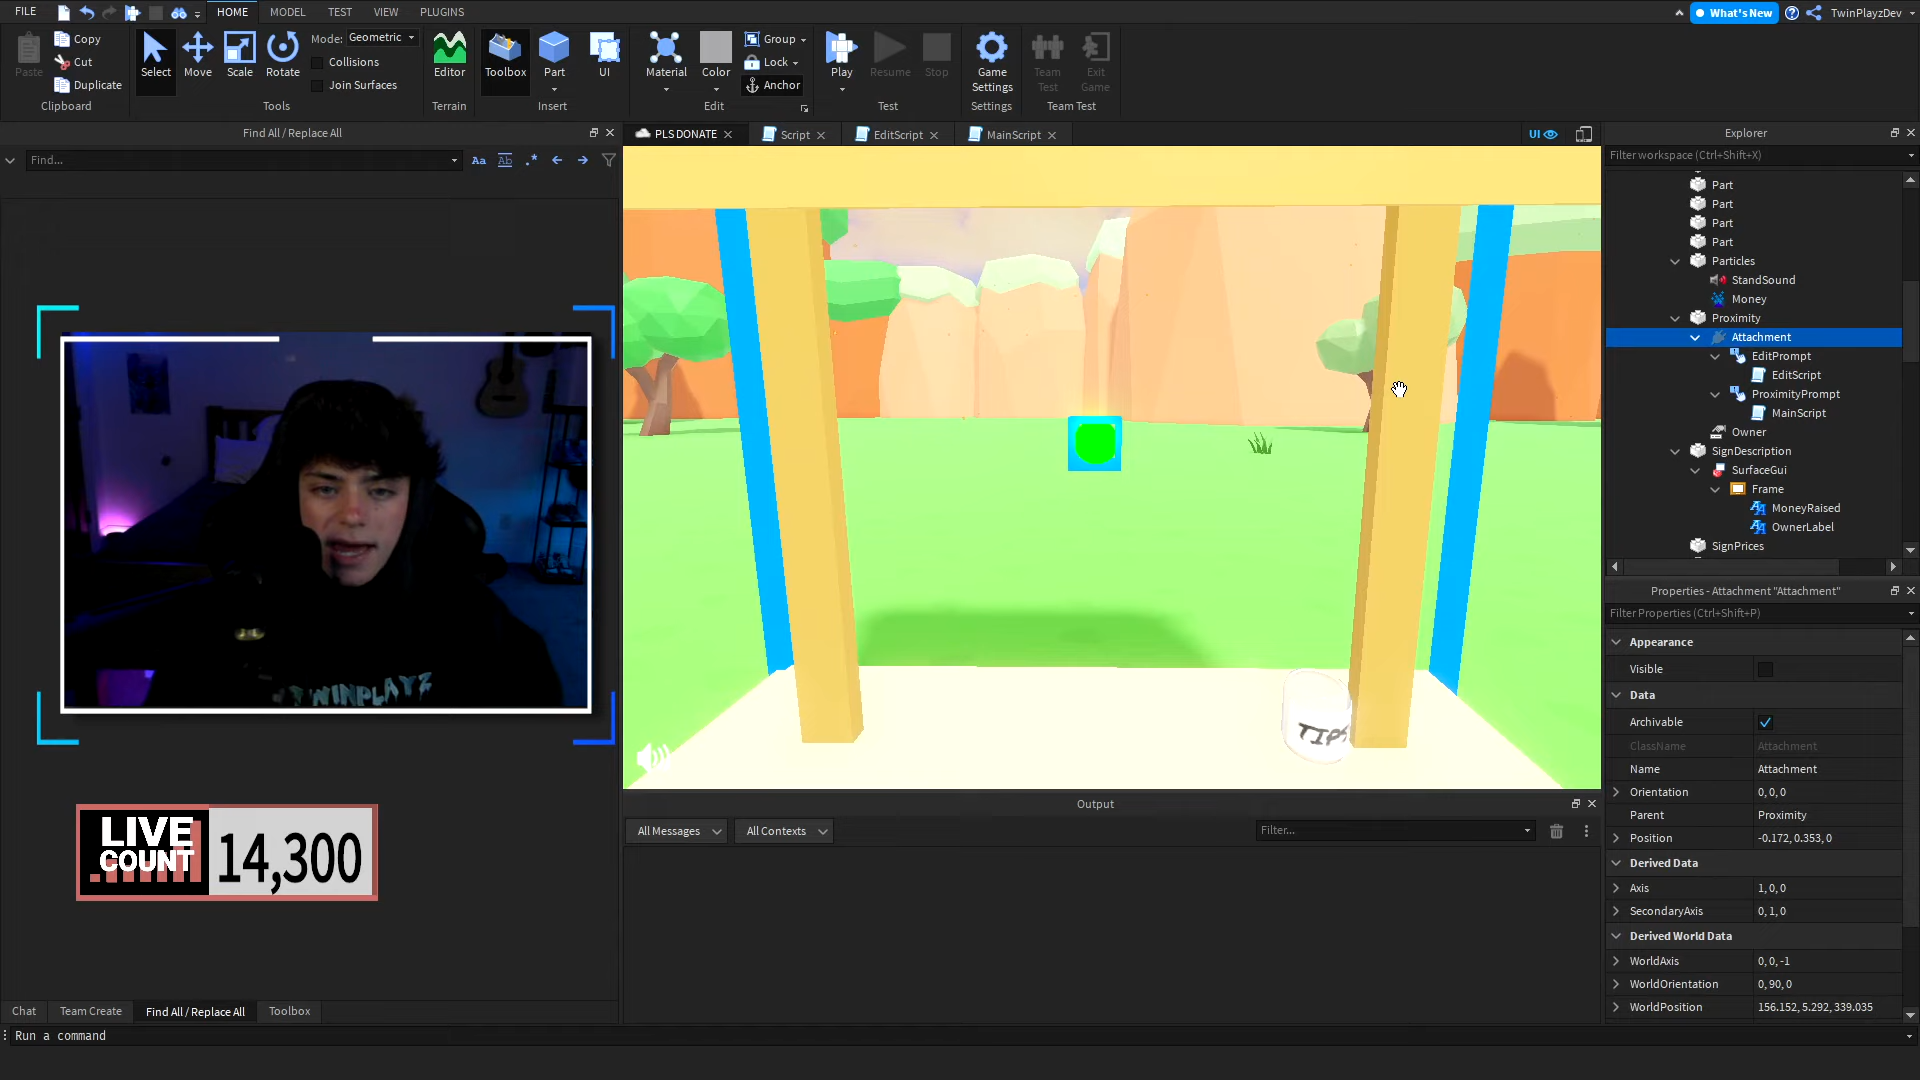 FILE
HOME
MODEL
TEST
VIEW
PLUGINS
What's New
TwinPlayzDev
Paste
Copy
Cut
Duplicate
Clipboard
Select
Move
Scale
Rotate
Mode: Geometric
Collisions
Join Surfaces
Tools
Editor
Terrain
Toolbox
Part
UI
Insert
Material
Color
Group
Lock
Anchor
Edit
Play
Resume
Stop
Test
Game Settings
Settings
Team Test
Exit Game
Team Test
Find All / Replace All
Find...
Aa
Ab
.*
TWINPLAYZ
LIVE
COUNT
14,300
Chat
Team Create
Find All / Replace All
Toolbox
Run a command
PLS DONATE
Script
EditScript
MainScript
UI
TIPS
Output
All Messages
All Contexts
Filter...
Explorer
Filter workspace (Ctrl+Shift+X)
Part
Part
Part
Part
Particles
StandSound
Money
Proximity
Attachment
EditPrompt
EditScript
ProximityPrompt
MainScript
Owner
SignDescription
SurfaceGui
Frame
MoneyRaised
OwnerLabel
SignPrices
Properties - Attachment "Attachment"
Filter Properties (Ctrl+Shift+P)
Appearance
Visible
Data
Archivable
ClassName Attachment
Name Attachment
Orientation 0, 0, 0
Parent Proximity
Position -0.172, 0.353, 0
Derived Data
Axis 1, 0, 0
SecondaryAxis 0, 1, 0
Derived World Data
WorldAxis 0, 0, -1
WorldOrientation 0, 90, 0
WorldPosition 156.152, 5.292, 339.035